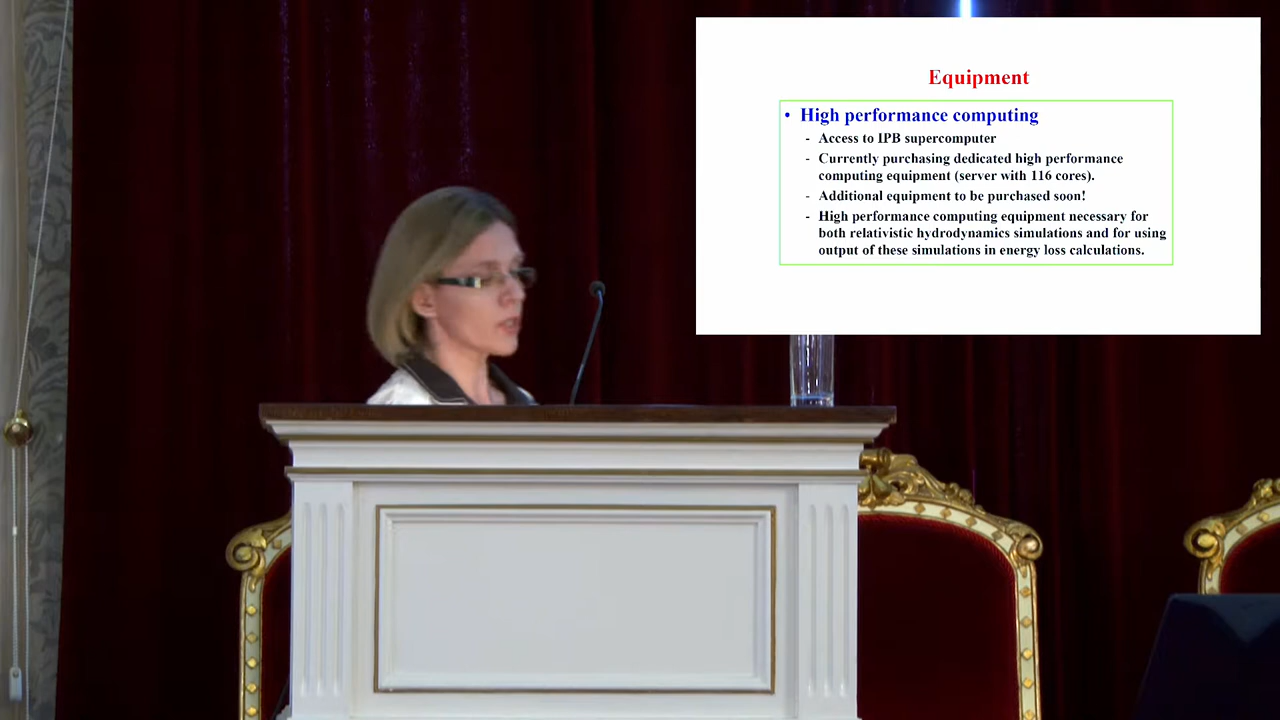 Equipment
• High performance computing
- Access to IPB supercomputer
- Currently purchasing dedicated high performance
computing equipment (server with 116 cores).
- Additional equipment to be purchased soon!
- High performance computing equipment necessary for
both relativistic hydrodynamics simulations and for using
output of these simulations in energy loss calculations.